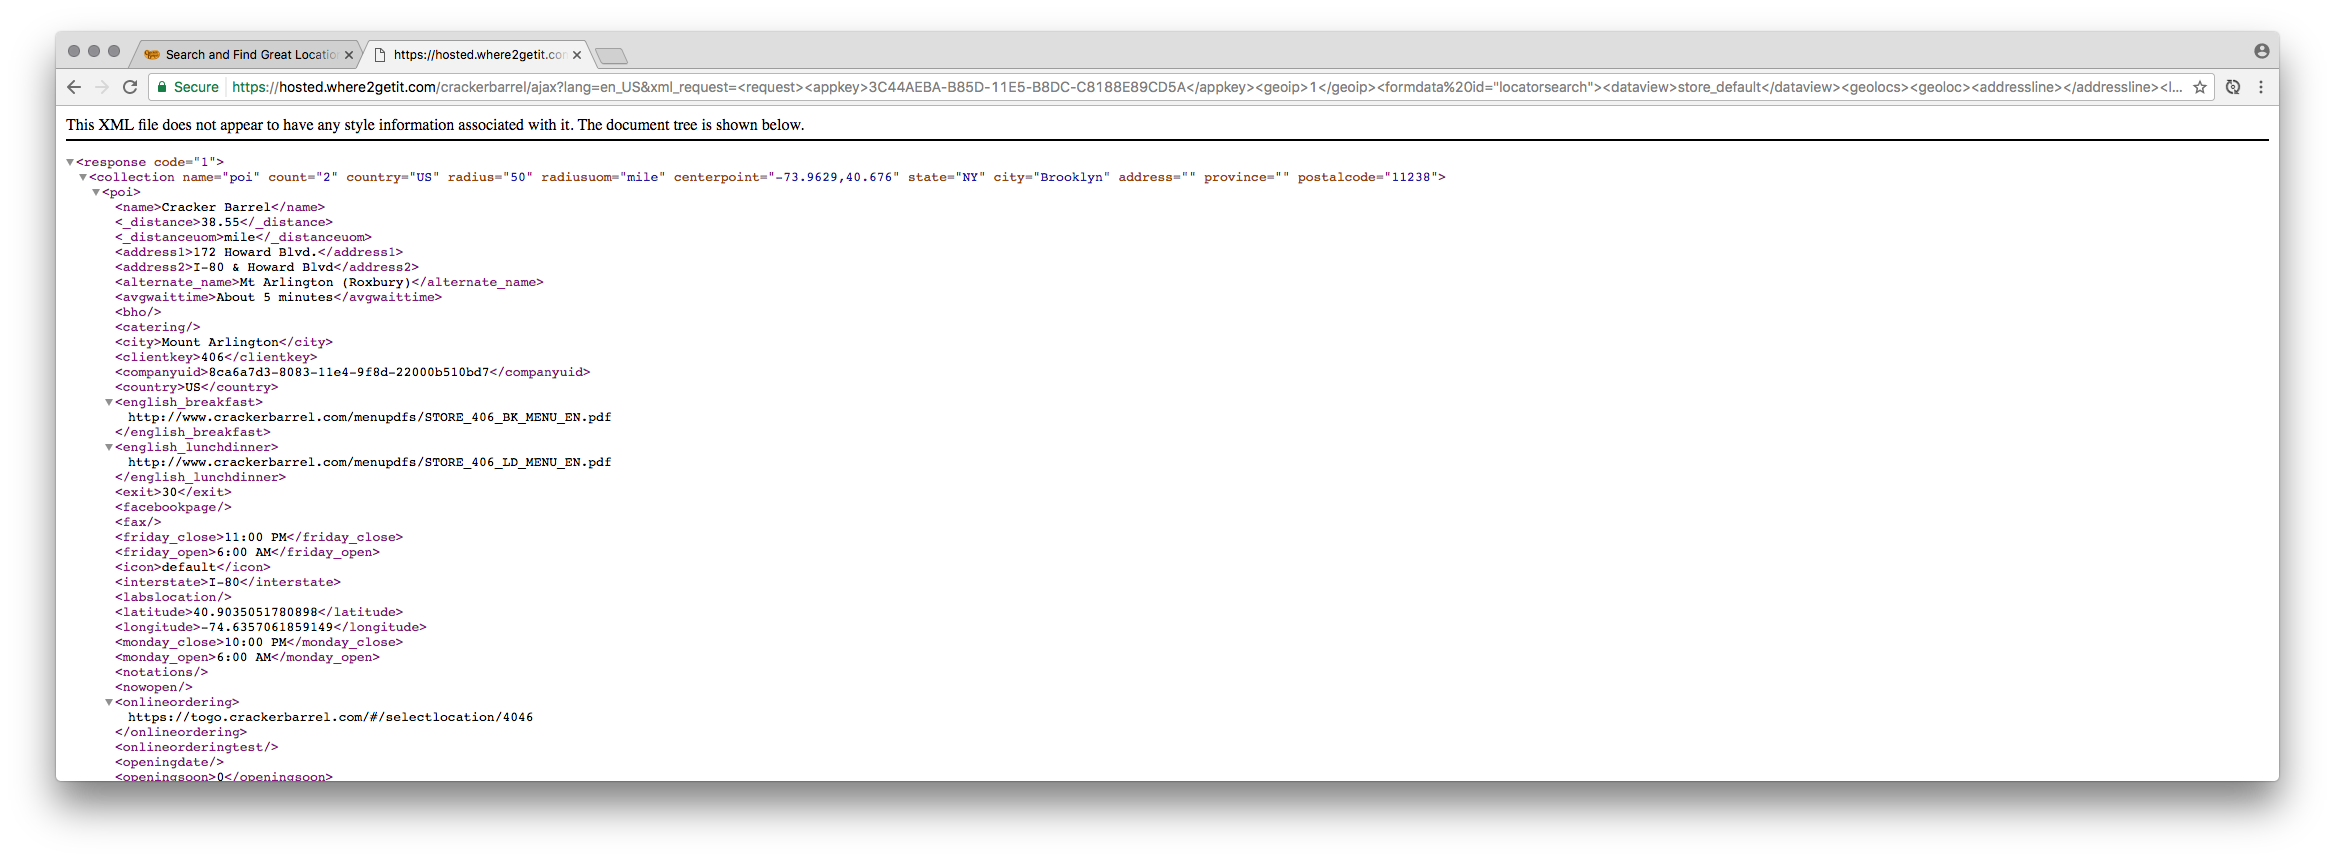 Search and Find Great Locatio
https://hosted.where2getit.co
Secure https://hosted.where2getit.com/crackerbarrel/ajax?lang=en_US&xml_request=<request><appkey>3C44AEBA-B85D-11E5-B8DC-C8188E89CD5A</appkey><geoip>1</geoip><formdata%20id="locatorsearch"><dataview>store_default</dataview><geolocs><geoloc><addressline></addressline><l...
This XML file does not appear to have any style information associated with it. The document tree is shown below.
<response code="1">
<collection name="poi" count="2" country="US" radius="50" radiusuom="mile" centerpoint="-73.9629,40.676" state="NY" city="Brooklyn" address="" province="" postalcode="11238">
<poi>
<name>Cracker Barrel</name>
<_distance>38.55</_distance>
<_distanceuom>mile</_distanceuom>
<address1>172 Howard Blvd.</address1>
<address2>I-80 & Howard Blvd</address2>
<alternate_name>Mt Arlington (Roxbury)</alternate_name>
<avgwaittime>About 5 minutes</avgwaittime>
<bho/>
<catering/>
<city>Mount Arlington</city>
<clientkey>406</clientkey>
<companyuid>8ca6a7d3-8083-11e4-9f8d-22000b510bd7</companyuid>
<country>US</country>
<english_breakfast>
http://www.crackerbarrel.com/menupdfs/STORE_406_BK_MENU_EN.pdf
</english_breakfast>
<english_lunchdinner>
http://www.crackerbarrel.com/menupdfs/STORE_406_LD_MENU_EN.pdf
</english_lunchdinner>
<exit>30</exit>
<facebookpage/>
<fax/>
<friday_close>11:00 PM</friday_close>
<friday_open>6:00 AM</friday_open>
<icon>default</icon>
<interstate>I-80</interstate>
<labslocation/>
<latitude>40.9035051780898</latitude>
<longitude>-74.6357061859149</longitude>
<monday_close>10:00 PM</monday_close>
<monday_open>6:00 AM</monday_open>
<notations/>
<nowopen/>
<onlineordering>
https://togo.crackerbarrel.com/#/selectlocation/4046
</onlineordering>
<onlineorderingtest/>
<openingdate/>
<openingsoon>0</openingsoon>